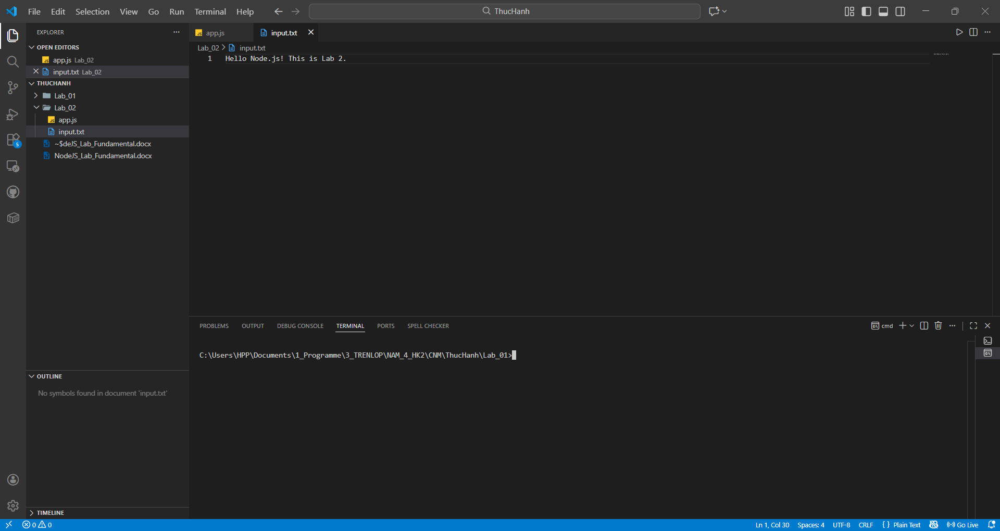 File Edit Selection View Go Run Terminal Help
ThucHanh
EXPLORER
OPEN EDITORS
app.js Lab_02
input.txt Lab_02
THUCHANH
Lab_01
Lab_02
app.js
input.txt
~$deJS_Lab_Fundamental.docx
NodeJS_Lab_Fundamental.docx
OUTLINE
No symbols found in document 'input.txt'
TIMELINE
app.js
input.txt
Lab_02 > input.txt
1 Hello Node.js! This is Lab 2.
PROBLEMS OUTPUT DEBUG CONSOLE TERMINAL PORTS SPELL CHECKER
cmd
C:\Users\HPP\Documents\1_Programme\3_TRENLOP\NAM_4_HK2\CNM\ThucHanh\Lab_01>
5
0 0
Ln 1, Col 30 Spaces: 4 UTF-8 CRLF { } Plain Text Go Live